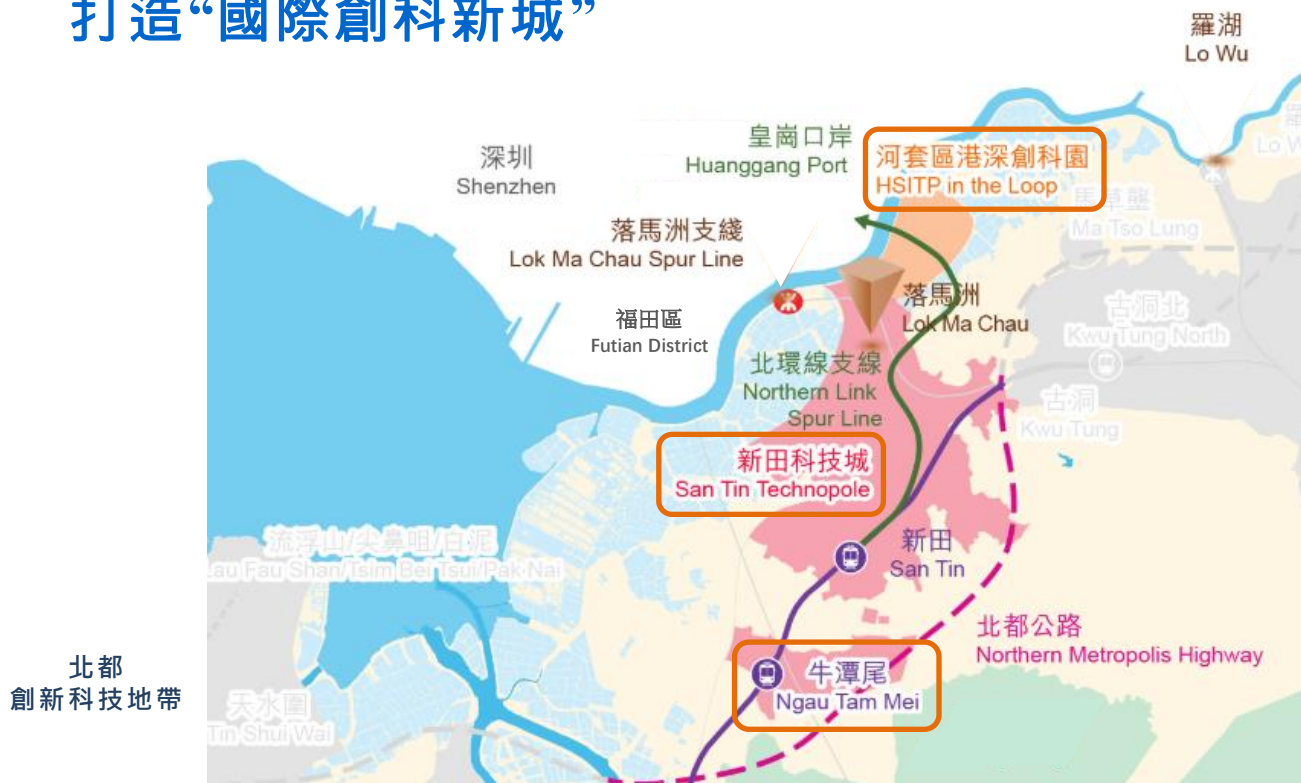 打造“國際創科新城”
羅湖
Lo Wu
皇崗口岸
Huanggang Port
河套區港深創科園
HSITP in the Loop
深圳
Shenzhen
Lo W
馬草壟
Ma Tso Lung
落馬洲支綫
Lok Ma Chau Spur Line
落馬洲
Lok Ma Chau
福田區
Futian District
古洞北
Kwu Tung North
北環線支線
Northern Link
Spur Line
古洞
Kwu Tung
新田科技城
San Tin Technopole
流浮山/尖鼻咀/白泥
Lau Fau Shan/Tsim Bei Tsui/Pak Nai
新田
San Tin
北都公路
Northern Metropolis Highway
牛潭尾
Ngau Tam Mei
北都
創新科技地帶
天水圍
Tin Shui Wai